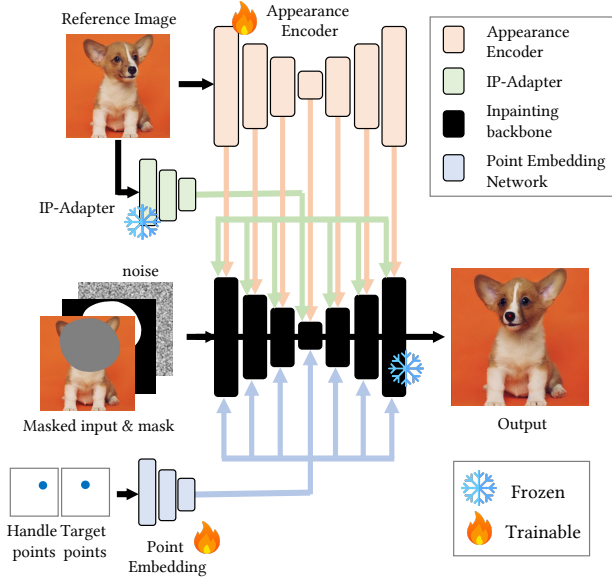 Reference Image
Appearance
Encoder
Appearance
Encoder
IP-Adapter
Inpainting
backbone
Point Embedding
Network
IP-Adapter
noise
Masked input & mask
Output
Handle
points
Target
points
Point
Embedding
Frozen
Trainable